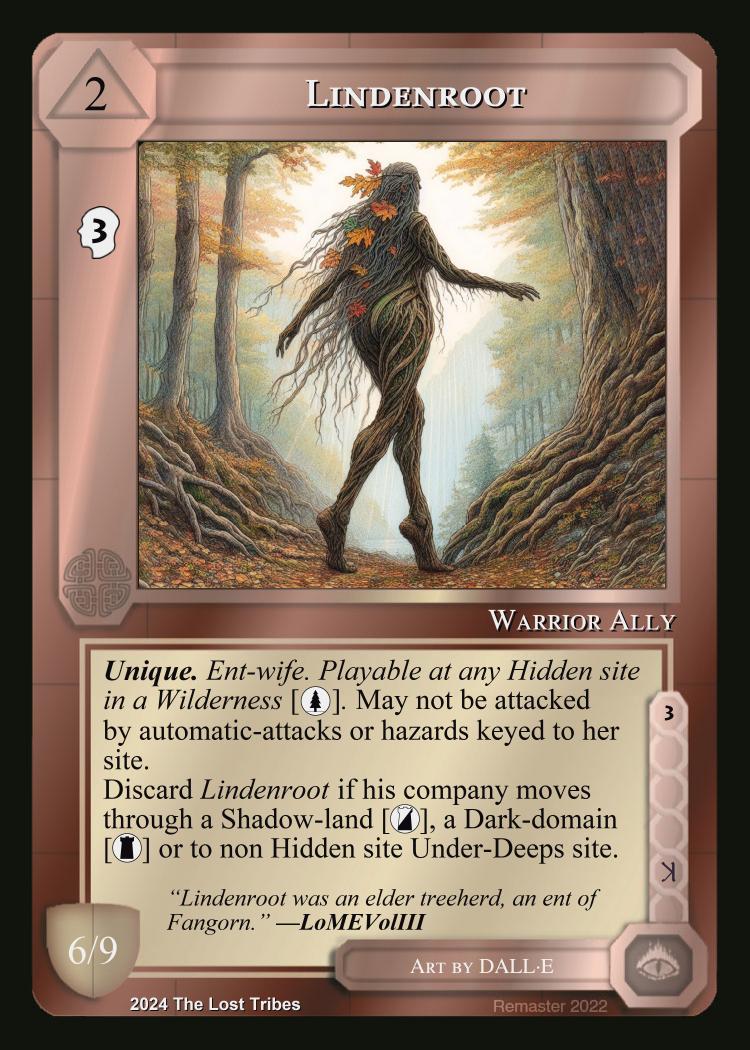 2
LINDENROOT
3
WARRIOR ALLY
Unique. Ent-wife. Playable at any Hidden site
in a Wilderness [ ]. May not be attacked
by automatic-attacks or hazards keyed to her
site.
Discard Lindenroot if his company moves
through a Shadow-land [ ], a Dark-domain
[ ] or to non Hidden site Under-Deeps site.
3
“Lindenroot was an elder treeherd, an ent of
Fangorn.” —LoMEVolIII
6/9
ART BY DALL·E
2024 The Lost Tribes
Remaster 2022